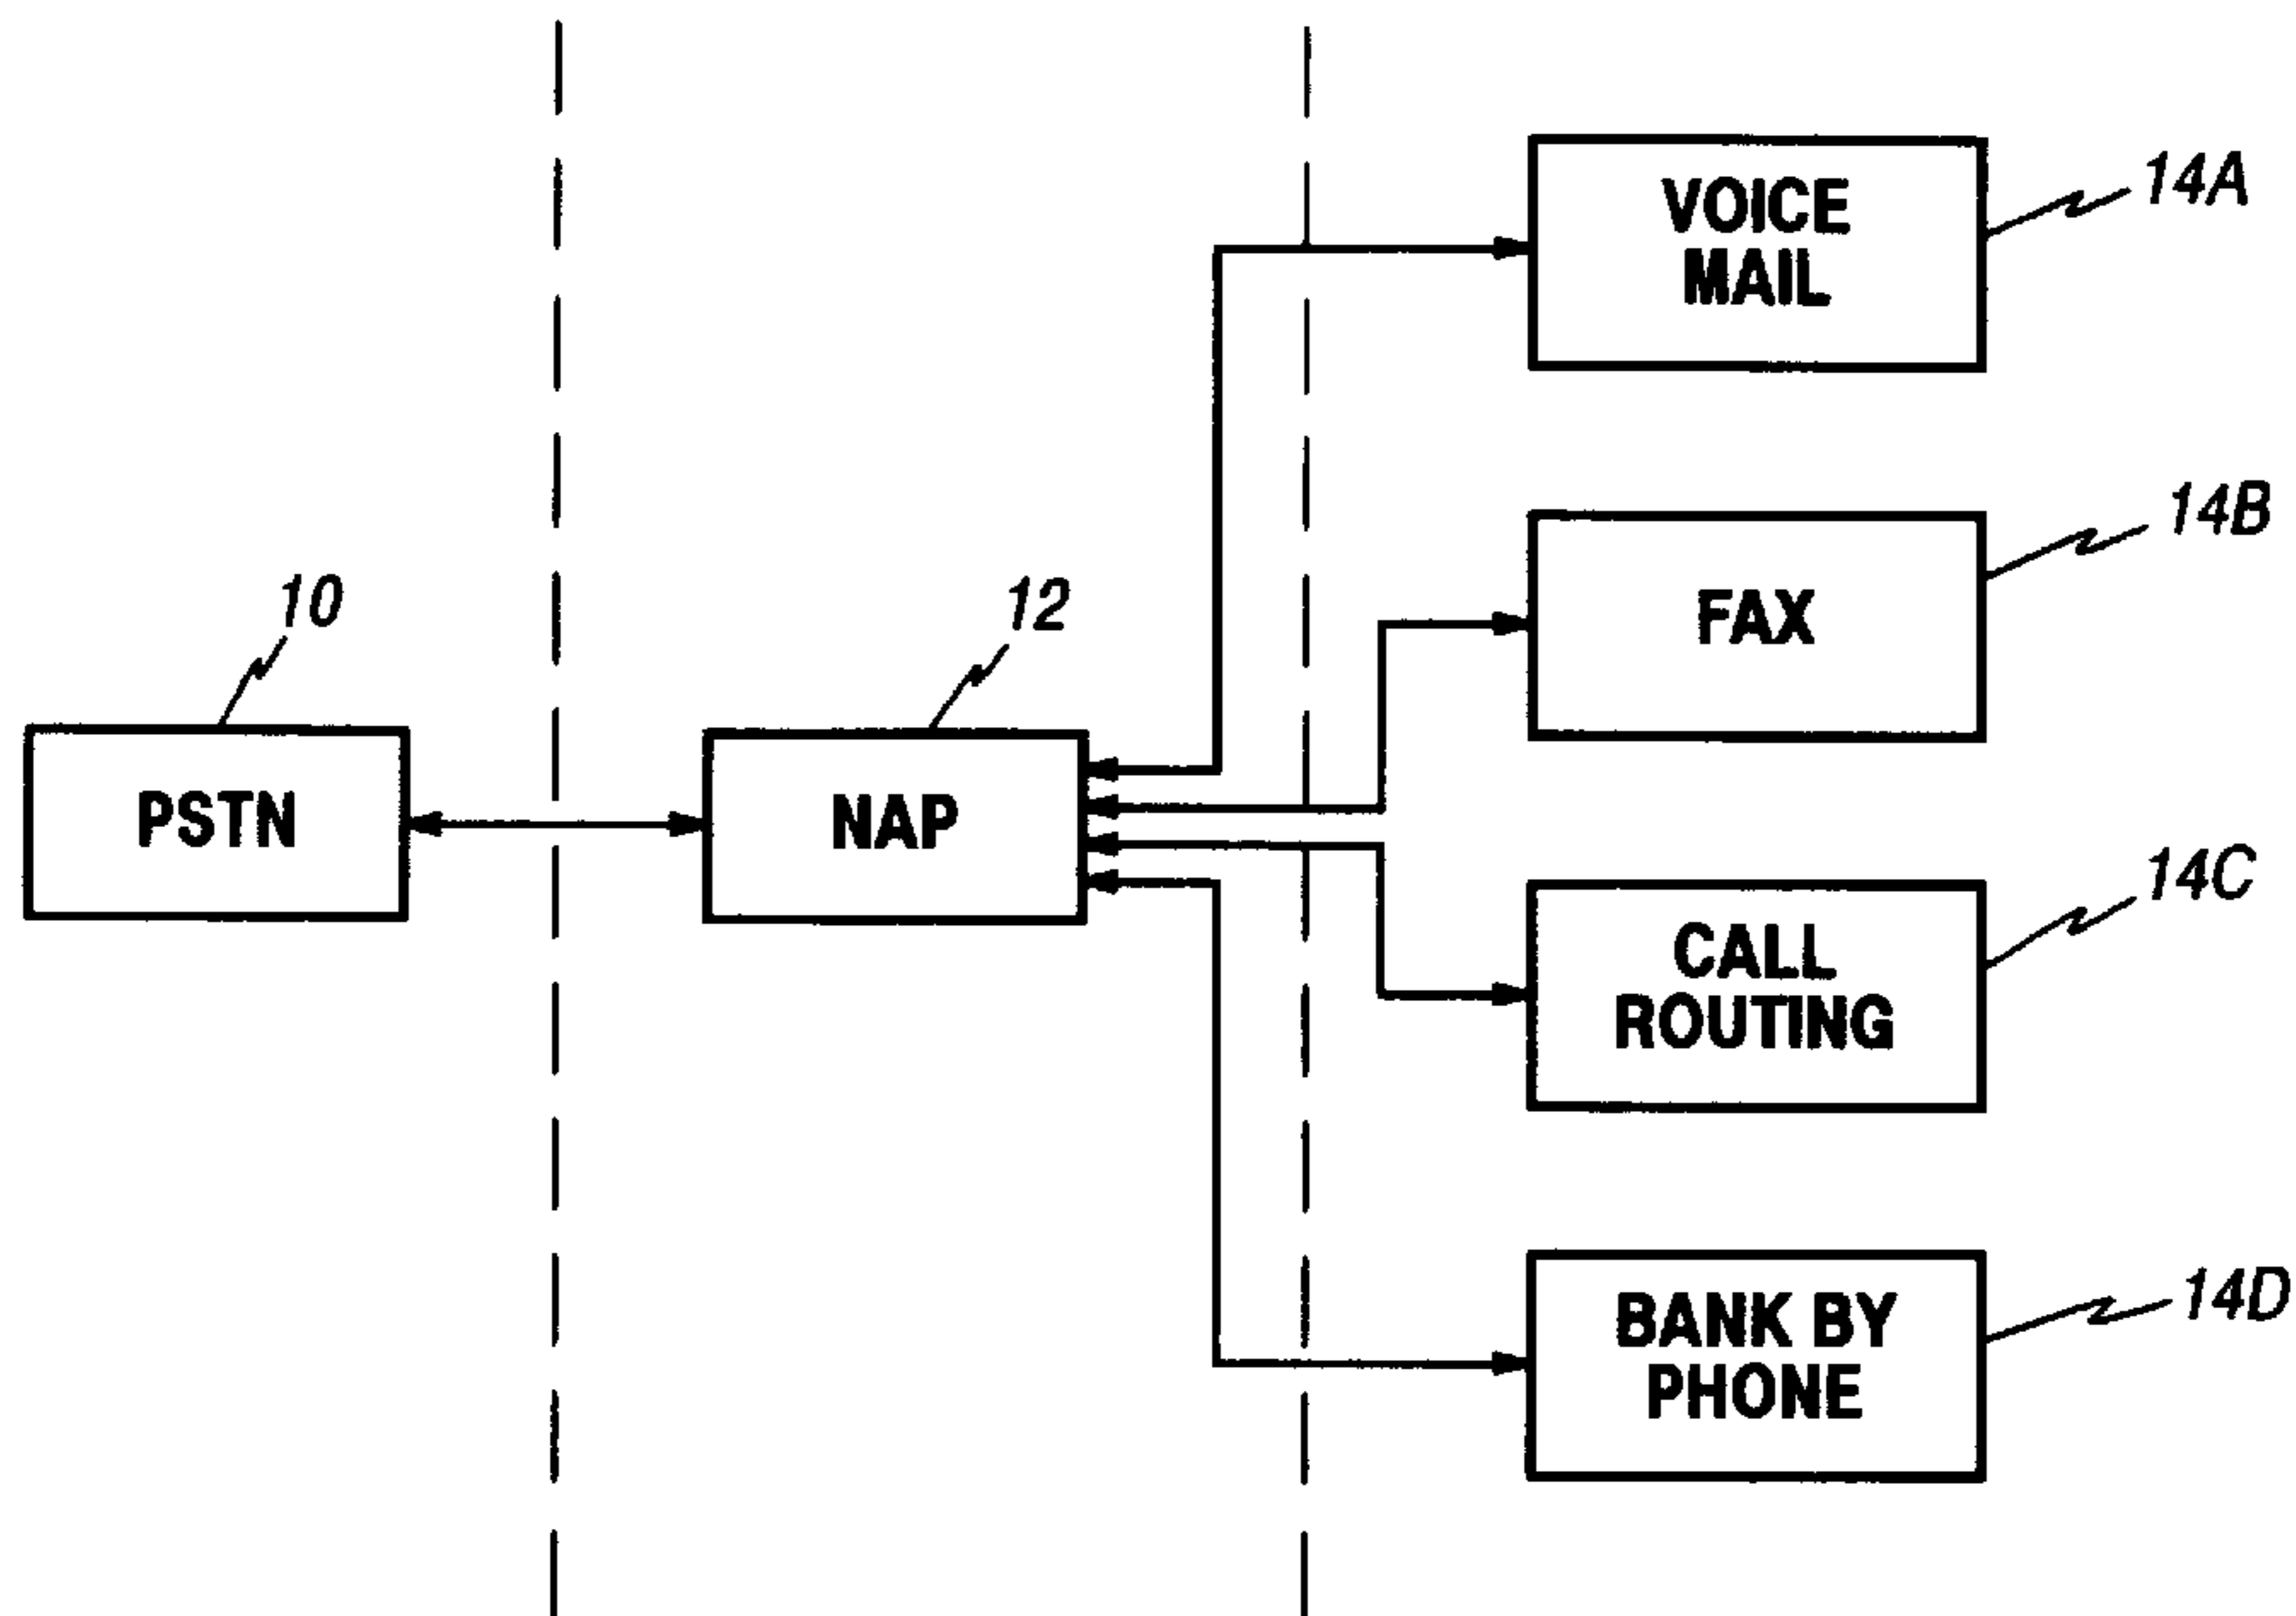 14A
VOICE
MAIL
14B
FAX
10
12
PSTN
NAP
14C
CALL
ROUTING
14D
BANK BY
PHONE